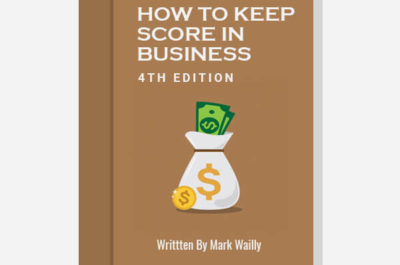 HOW TO KEEP
SCORE IN
BUSINESS
4TH EDITION
$
$
$
Writtten By Mark Wailly